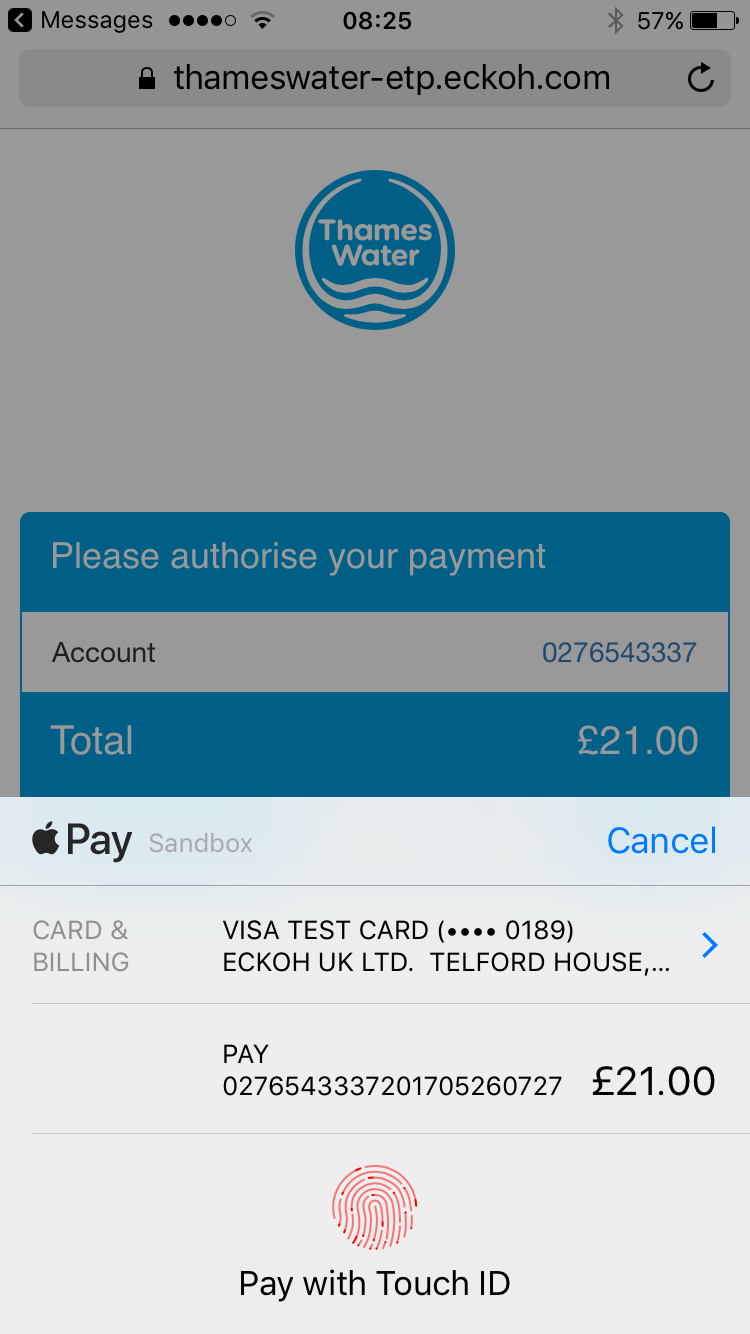 Messages 08:25 57%
thameswater-etp.eckoh.com
Thames
Water
Please authorise your payment
Account 0276543337
Total £21.00
Pay Sandbox Cancel
CARD & VISA TEST CARD (•••• 0189)
BILLING ECKOH UK LTD.  TELFORD HOUSE,...
PAY
0276543337201705260727 £21.00
Pay with Touch ID